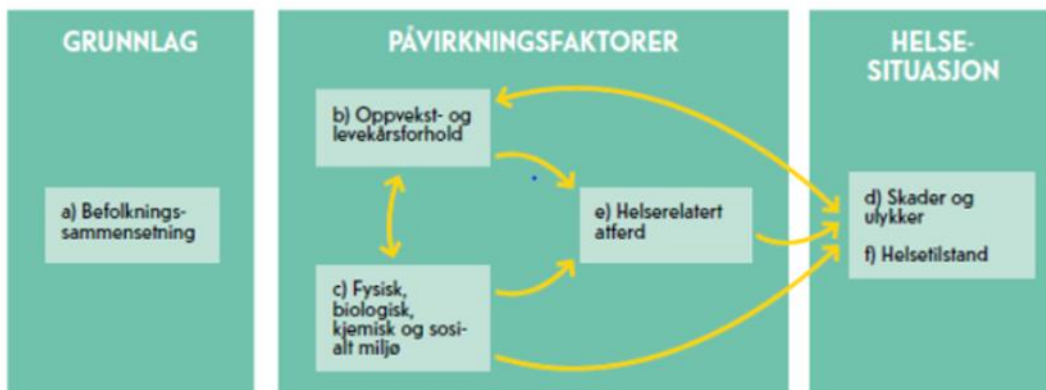 GRUNNLAG
a) Befolknings-
sammensetning
PÅVIRKNINGSFAKTORER
b) Oppvekst- og
levekårsforhold
e) Helserelatert
atferd
c) Fysisk,
biologisk,
kjemisk og sosi-
alt miljø
HELSE-
SITUASJON
d) Skader og
ulykker
f) Helsetilstand